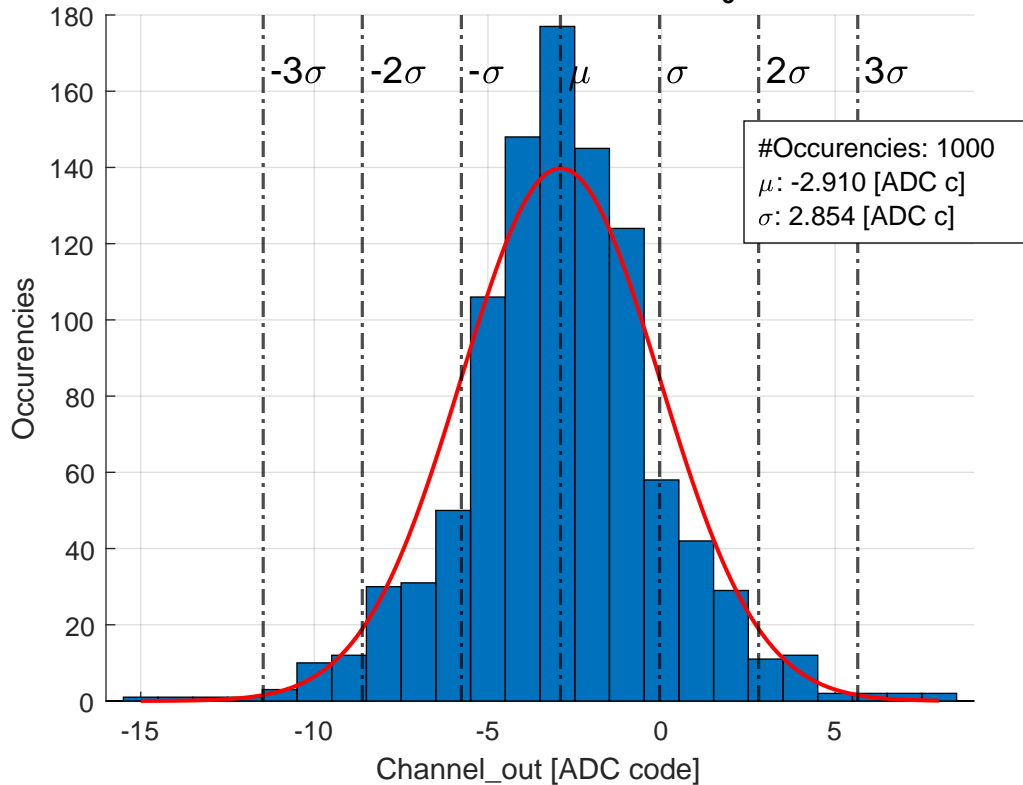 180
160
140
120
100
80
60
40
20
0
Occurencies
-3σ -2σ -σ μ σ 2σ 3σ
#Occurencies: 1000
μ: -2.910 [ADC c]
σ: 2.854 [ADC c]
-15 -10 -5 0 5
Channel_out [ADC code]